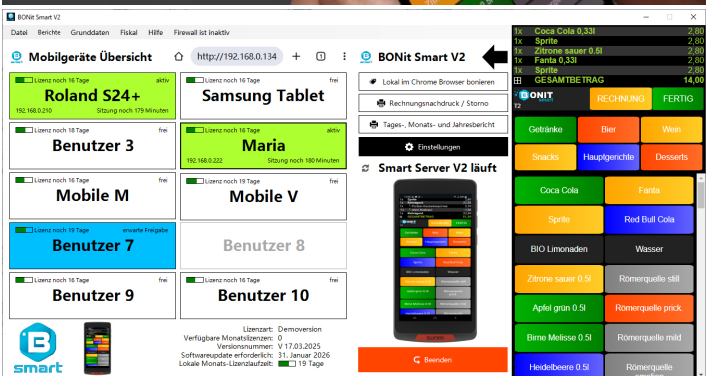 BONit Smart V2
Datei Berichte Grunddaten Fiskal Hilfe Firewall ist inaktiv
Mobilgeräte Übersicht
http://192.168.0.134
1
BONit Smart V2
Lizenz noch 16 Tage aktiv
Roland S24+
192.168.0.210 Sitzung noch 179 Minuten
Lizenz noch 16 Tage frei
Samsung Tablet
Lizenz noch 18 Tage frei
Benutzer 3
Lizenz noch 16 Tage aktiv
Maria
192.168.0.222 Sitzung noch 180 Minuten
Lizenz noch 16 Tage frei
Mobile M
Lizenz noch 19 Tage frei
Mobile V
Lizenz noch 19 Tage erwarte Freigabe
Benutzer 7
Benutzer 8
Lizenz noch 16 Tage frei
Benutzer 9
Lizenz noch 16 Tage frei
Benutzer 10
smart
Lizenzart: Demoversion
Verfügbare Monatslizenzen: 0
Versionsnummer: V 17.03.2025
Softwareupdate erforderlich: 31. Januar 2026
Lokale Monats-Lizenzlaufzeit: 19 Tage
Lokal im Chrome Browser bonieren
Rechnungsnachdruck / Storno
Tages-, Monats- und Jahresbericht
Einstellungen
Smart Server V2 läuft
Beenden
1x Coca Cola 0,33l 2,80
1x Sprite 2,80
1x Zitrone sauer 0.5l 2,80
1x Fanta 0,33l 2,80
1x Sprite 2,80
GESAMTBETRAG 14,00
BONIT
SMART
T2
RECHNUNG
FERTIG
Getränke
Bier
Wein
Snacks
Hauptgerichte
Desserts
Coca Cola
Fanta
Sprite
Red Bull Cola
BIO Limonaden
Wasser
Zitrone sauer 0.5l
Römerquelle still
Apfel grün 0.5l
Römerquelle prick.
Birne Melisse 0.5l
Römerquelle mild
Heidelbeere 0.5l
Römerquelle